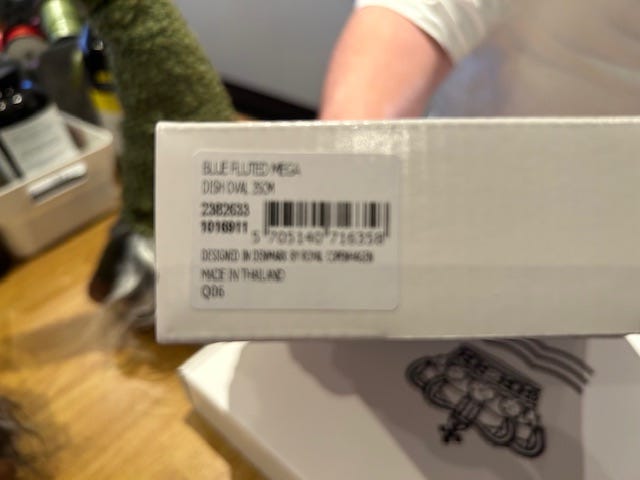 BLUE FLUTED MEGA
DISH OVAL 35CM
2382633
1016911
5 705140 716358
DESIGNED IN DENMARK BY ROYAL COPENHAGEN
MADE IN THAILAND
Q06